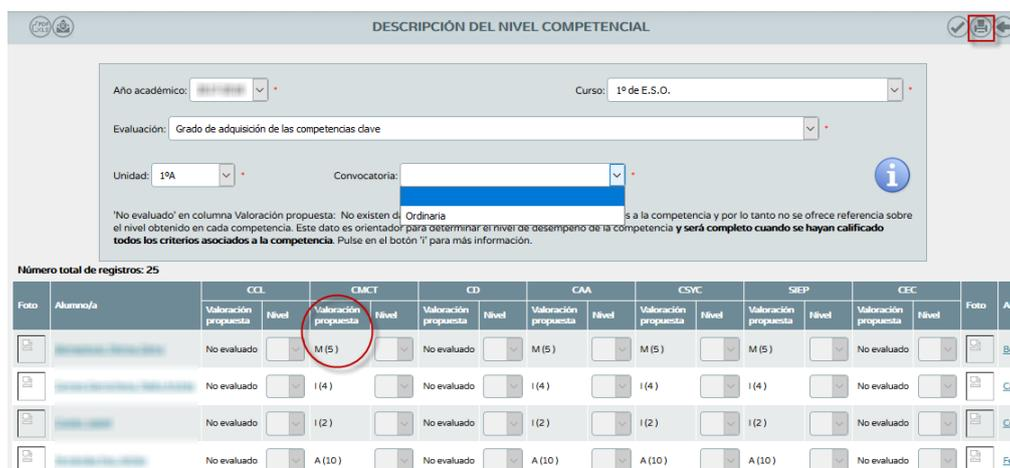 PDF
XLS
DESCRIPCIÓN DEL NIVEL COMPETENCIAL
Año académico: * Curso: 1º de E.S.O. *
Evaluación: Grado de adquisición de las competencias clave *
Unidad: 1ºA * Convocatoria: *
Ordinaria
'No evaluado' en columna Valoración propuesta: No existen da s a la competencia y por lo tanto no se ofrece referencia sobre
el nivel obtenido en cada competencia. Este dato es orientador para determinar el nivel de desempeño de la competencia y será completo cuando se hayan calificado
todos los criterios asociados a la competencia. Pulse en el botón 'i' para más información.
Número total de registros: 25
CCL CMCT CD CAA CSYC SIEP CEC
Foto Alumno/a Valoración propuesta Nivel Valoración propuesta Nivel Valoración propuesta Nivel Valoración propuesta Nivel Valoración propuesta Nivel Valoración propuesta Nivel Valoración propuesta Nivel Foto A
No evaluado M (5) No evaluado M (5) M (5) M (5) No evaluado B
No evaluado I (4) No evaluado I (4) I (4) I (4) No evaluado
No evaluado I (2) No evaluado I (2) I (2) I (2) No evaluado
No evaluado A (10) No evaluado A (10) A (10) A (10) No evaluado